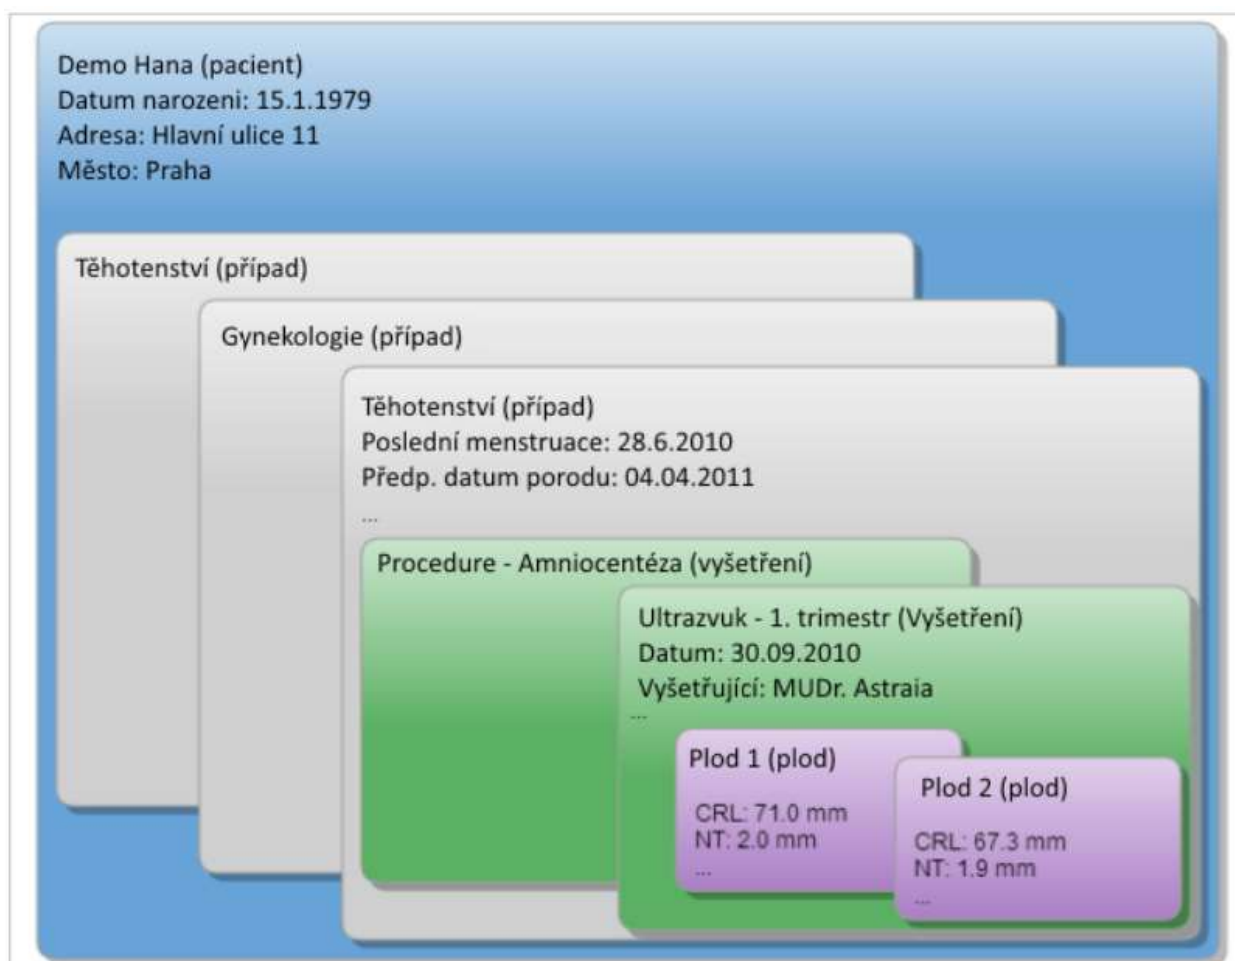 Demo Hana (pacient)
Datum narozeni: 15.1.1979
Adresa: Hlavní ulice 11
Město: Praha
Těhotenství (případ)
Gynekologie (případ)
Těhotenství (případ)
Poslední menstruace: 28.6.2010
Předp. datum porodu: 04.04.2011
...
Procedure - Amniocentéza (vyšetření)
Ultrazvuk - 1. trimestr (Vyšetření)
Datum: 30.09.2010
Vyšetřující: MUDr. Astraia
...
Plod 1 (plod)
CRL: 71.0 mm
NT: 2.0 mm
...
Plod 2 (plod)
CRL: 67.3 mm
NT: 1.9 mm
...